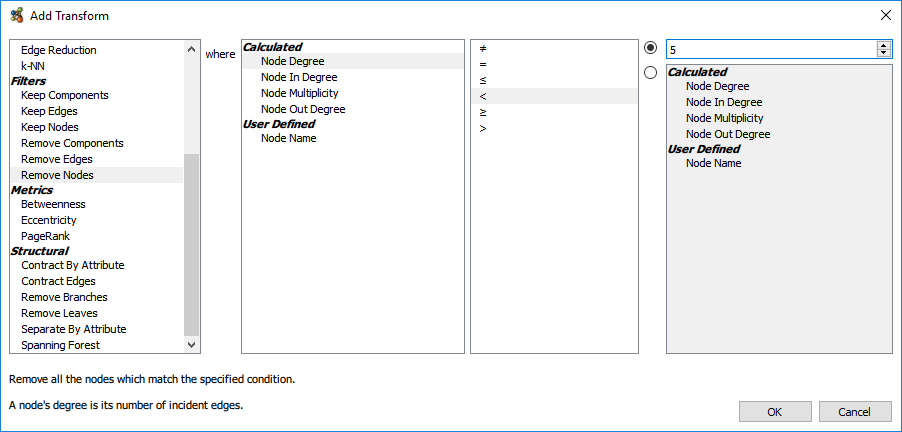 Add Transform
Edge Reduction
k-NN
Filters
Keep Components
Keep Edges
Keep Nodes
Remove Components
Remove Edges
Remove Nodes
Metrics
Betweenness
Eccentricity
PageRank
Structural
Contract By Attribute
Contract Edges
Remove Branches
Remove Leaves
Separate By Attribute
Spanning Forest
where
Calculated
Node Degree
Node In Degree
Node Multiplicity
Node Out Degree
User Defined
Node Name
≠
=
≤
<
≥
>
5
Calculated
Node Degree
Node In Degree
Node Multiplicity
Node Out Degree
User Defined
Node Name
Remove all the nodes which match the specified condition.
A node's degree is its number of incident edges.
OK
Cancel